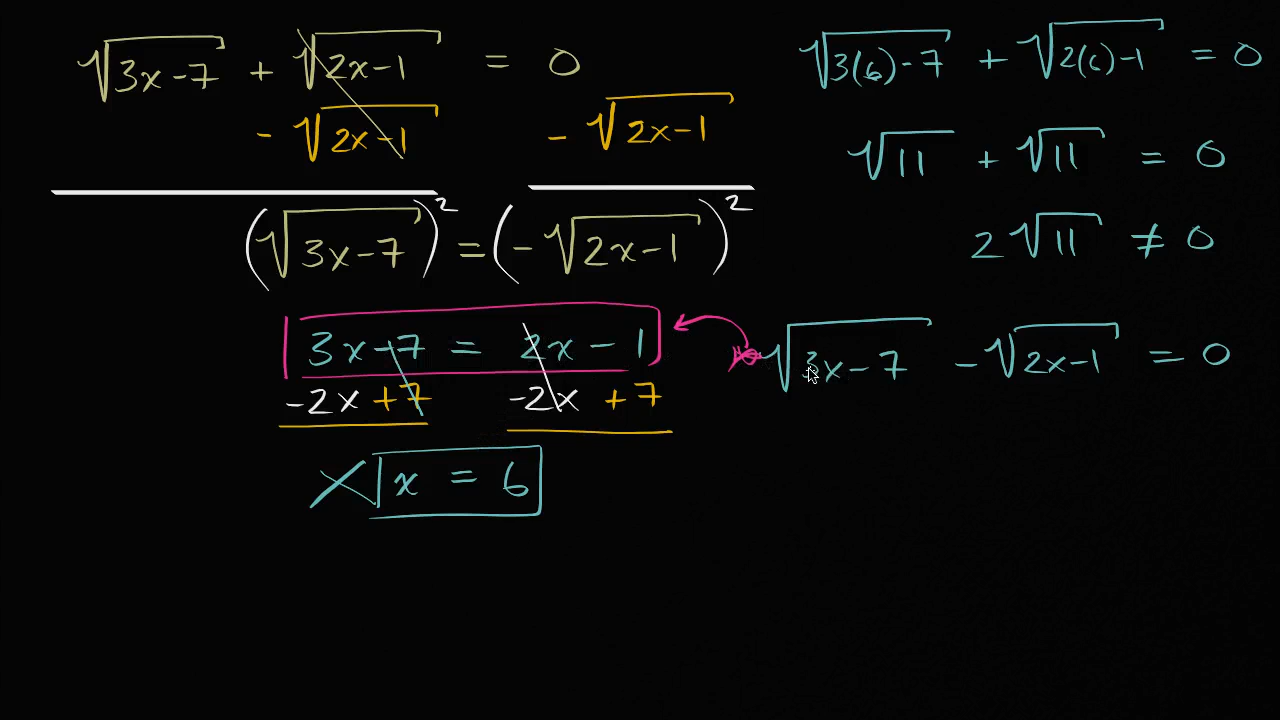 √3x-7 + √2x-1 = 0
- √2x-1 - √2x-1
(√3x-7)² = (-√2x-1)²
3x-7 = 2x-1
-2x +7 -2x +7
x = 6
√3(6)-7 + √2(6)-1 = 0
√11 + √11 = 0
2√11 ≠ 0
√3x-7 - √2x-1 = 0